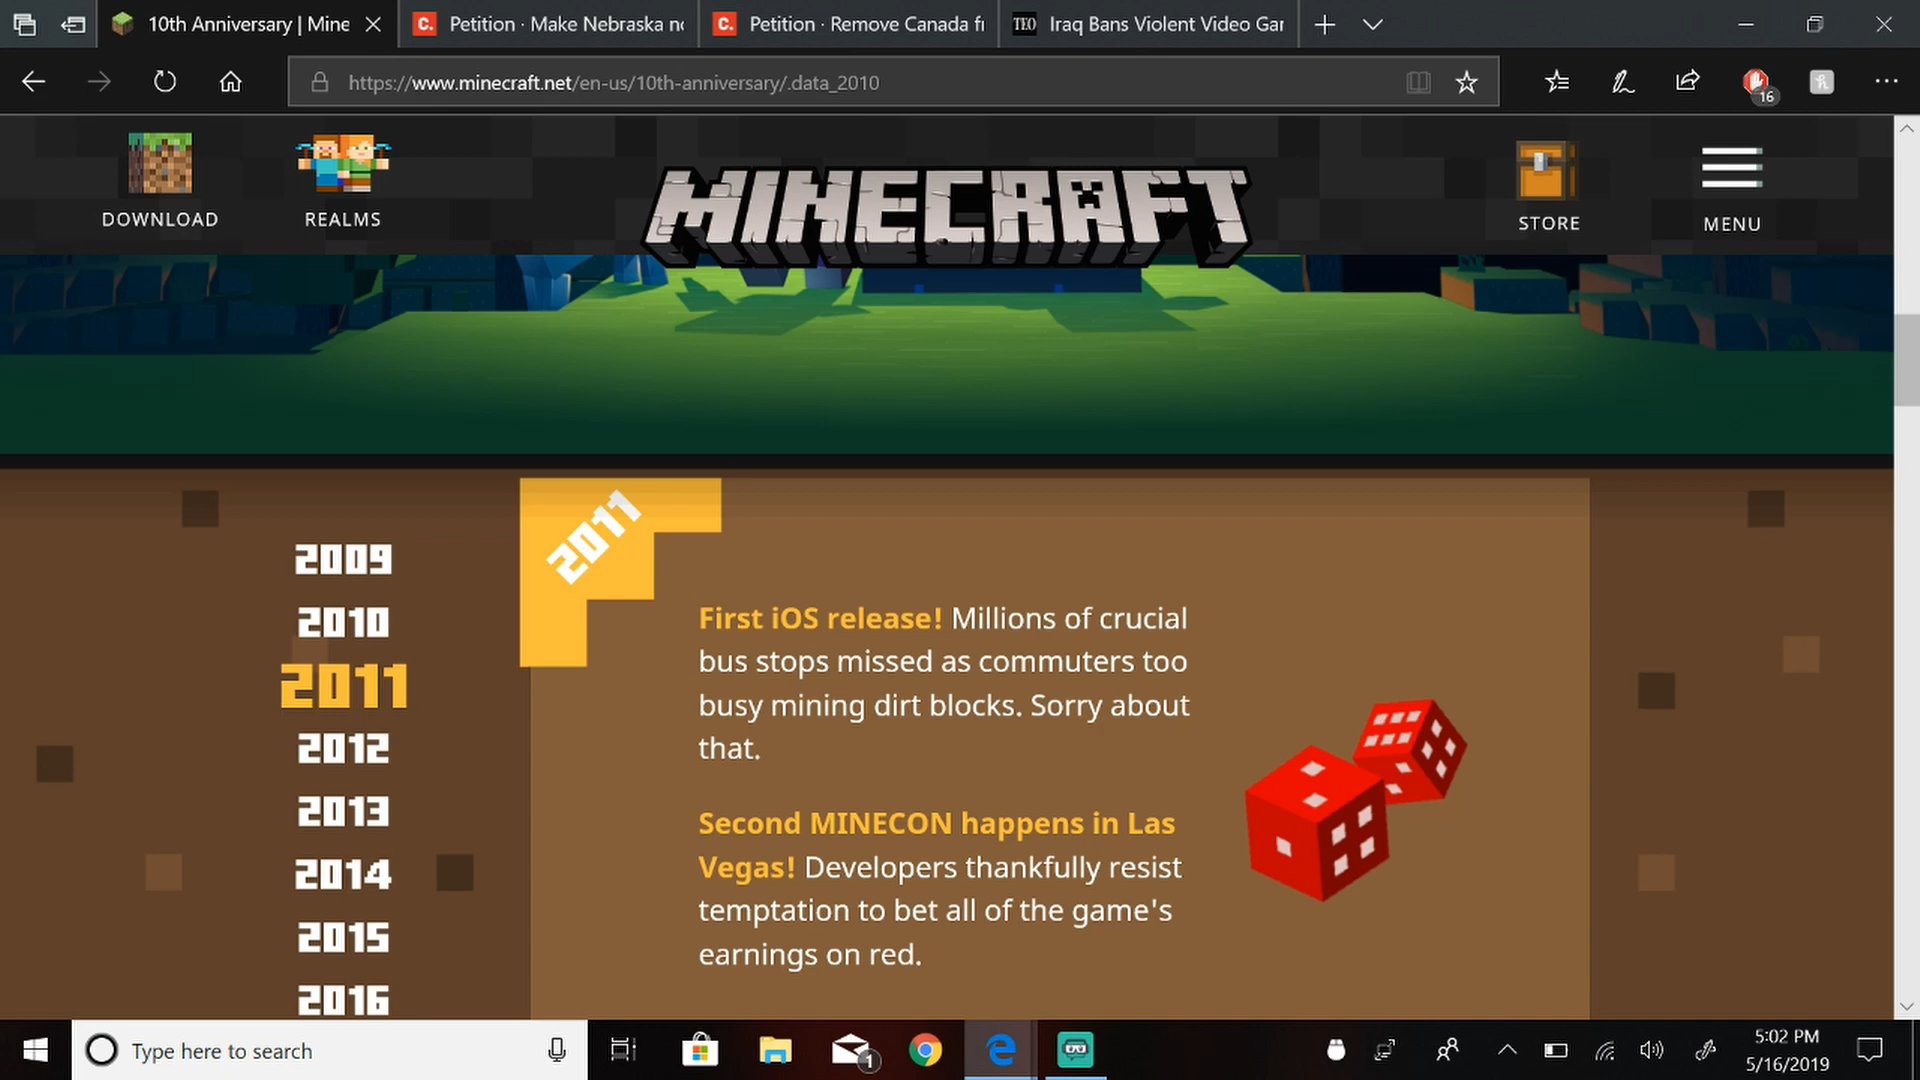 10th Anniversary | Mine
Petition · Make Nebraska no
Petition · Remove Canada fr
Iraq Bans Violent Video Gar
https://www.minecraft.net/en-us/10th-anniversary/.data_2010
16
DOWNLOAD
REALMS
MINECRAFT
STORE
MENU
2009
2010
2011
2012
2013
2014
2015
2016
2011
First iOS release! Millions of crucial
bus stops missed as commuters too
busy mining dirt blocks. Sorry about
that.
Second MINECON happens in Las
Vegas! Developers thankfully resist
temptation to bet all of the game's
earnings on red.
Type here to search
1
5:02 PM
5/16/2019